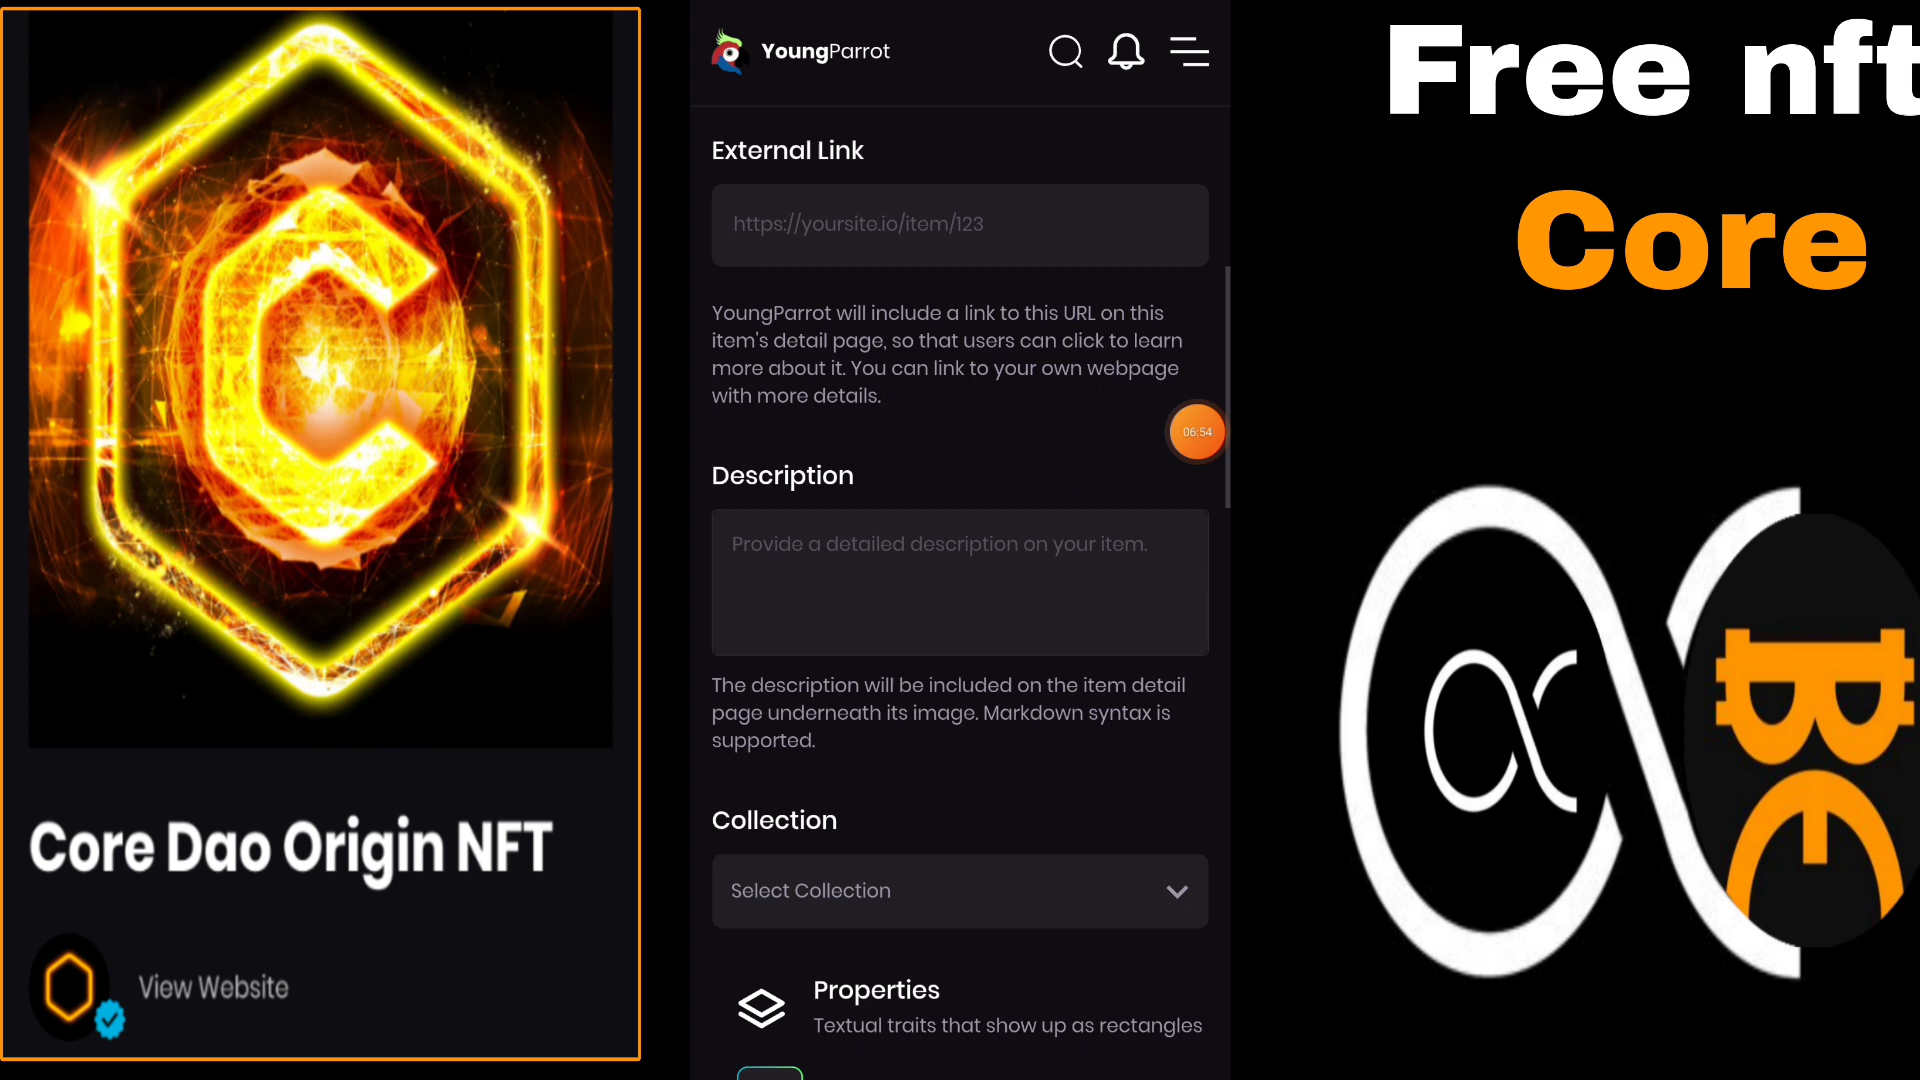 Core Dao Origin NFT
View Website
YoungParrot
External Link
https://yoursite.io/item/123
YoungParrot will include a link to this URL on this
item's detail page, so that users can click to learn
more about it. You can link to your own webpage
with more details.
06:54
Description
Provide a detailed description on your item.
The description will be included on the item detail
page underneath its image. Markdown syntax is
supported.
Collection
Select Collection
Properties
Textual traits that show up as rectangles
Free nft
Core